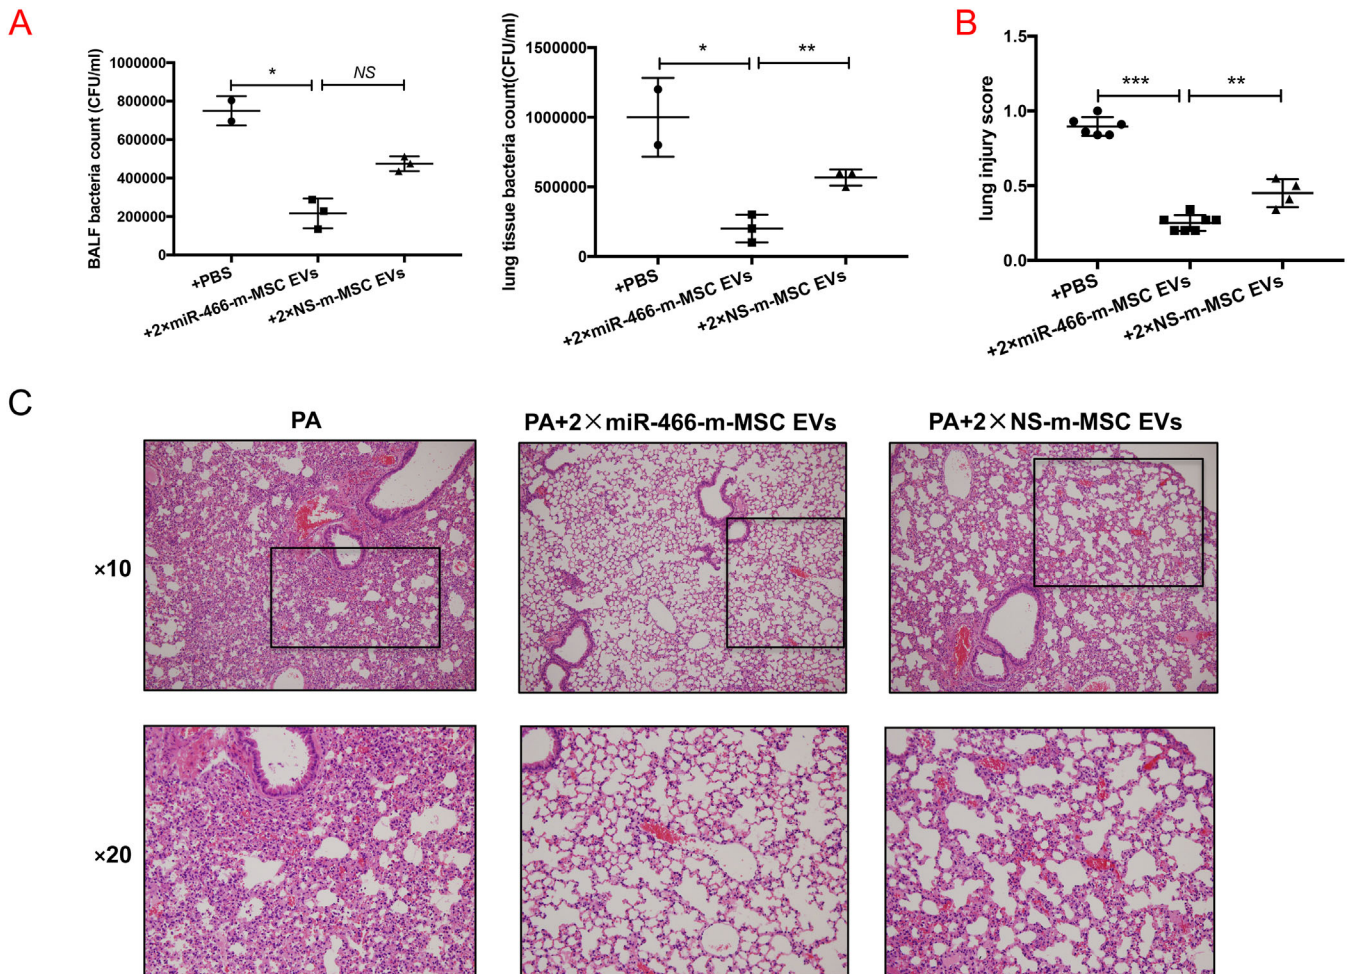 A
BALF bacteria count (CFU/ml)
1000000
800000
600000
400000
200000
0
*
NS
+PBS
+2×miR-466-m-MSC EVs
+2×NS-m-MSC EVs
lung tissue bacteria count(CFU/ml)
1500000
1000000
500000
0
*
**
+PBS
+2×miR-466-m-MSC EVs
+2×NS-m-MSC EVs
B
lung injury score
1.5
1.0
0.5
0.0
***
**
+PBS
+2×miR-466-m-MSC EVs
+2×NS-m-MSC EVs
C
PA
PA+2×miR-466-m-MSC EVs
PA+2×NS-m-MSC EVs
×10
×20